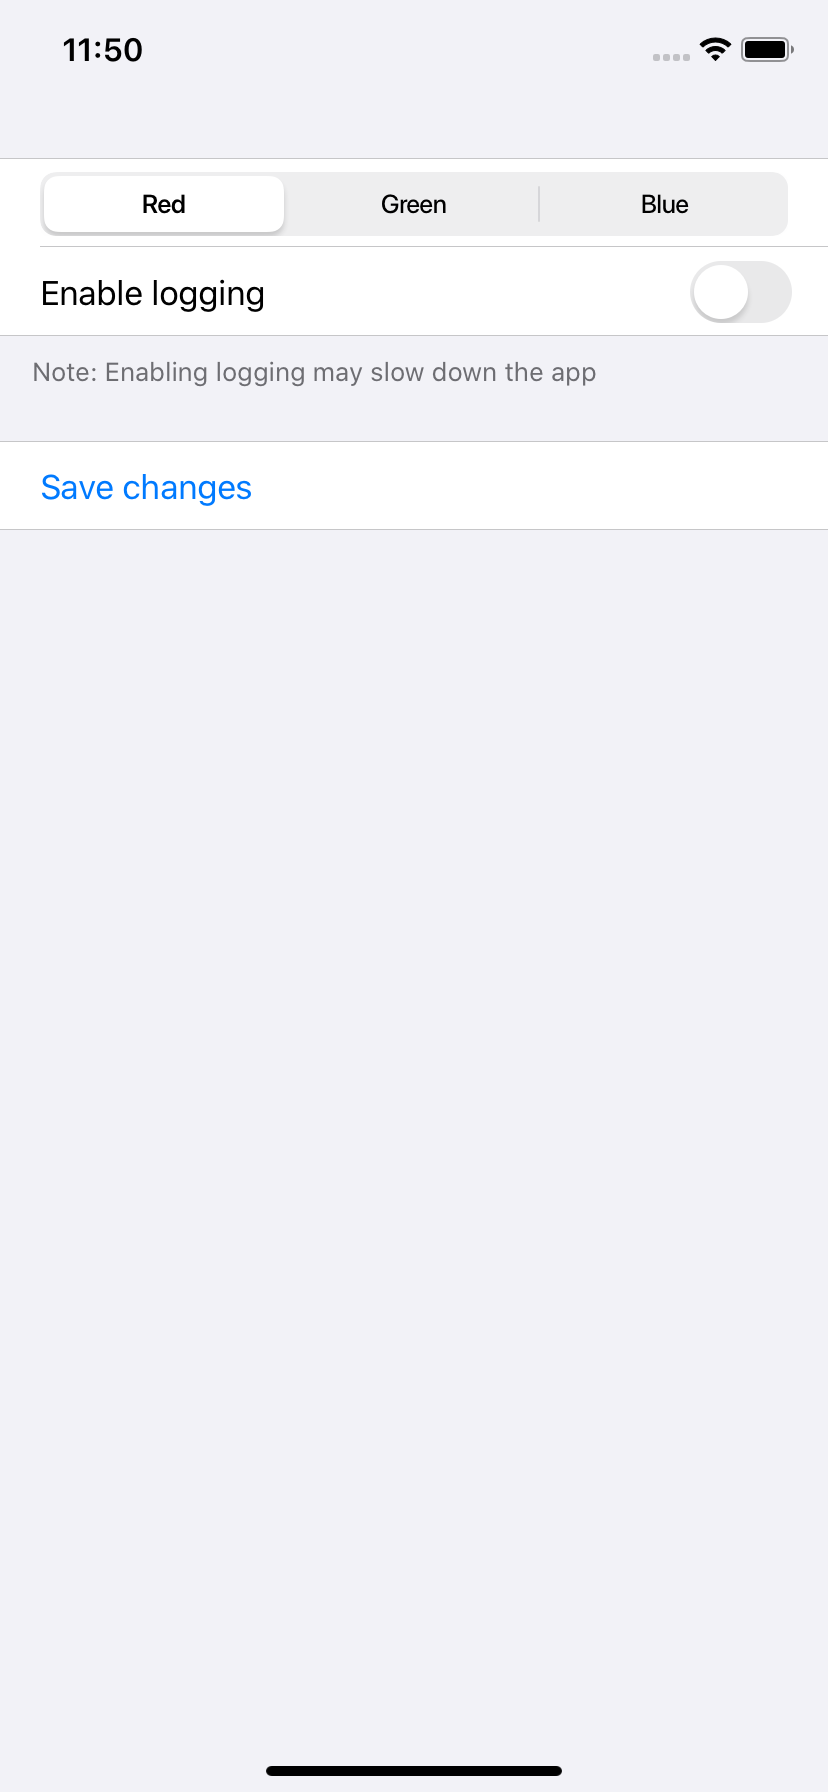 11:50
Red Green Blue
Enable logging
Note: Enabling logging may slow down the app
Save changes